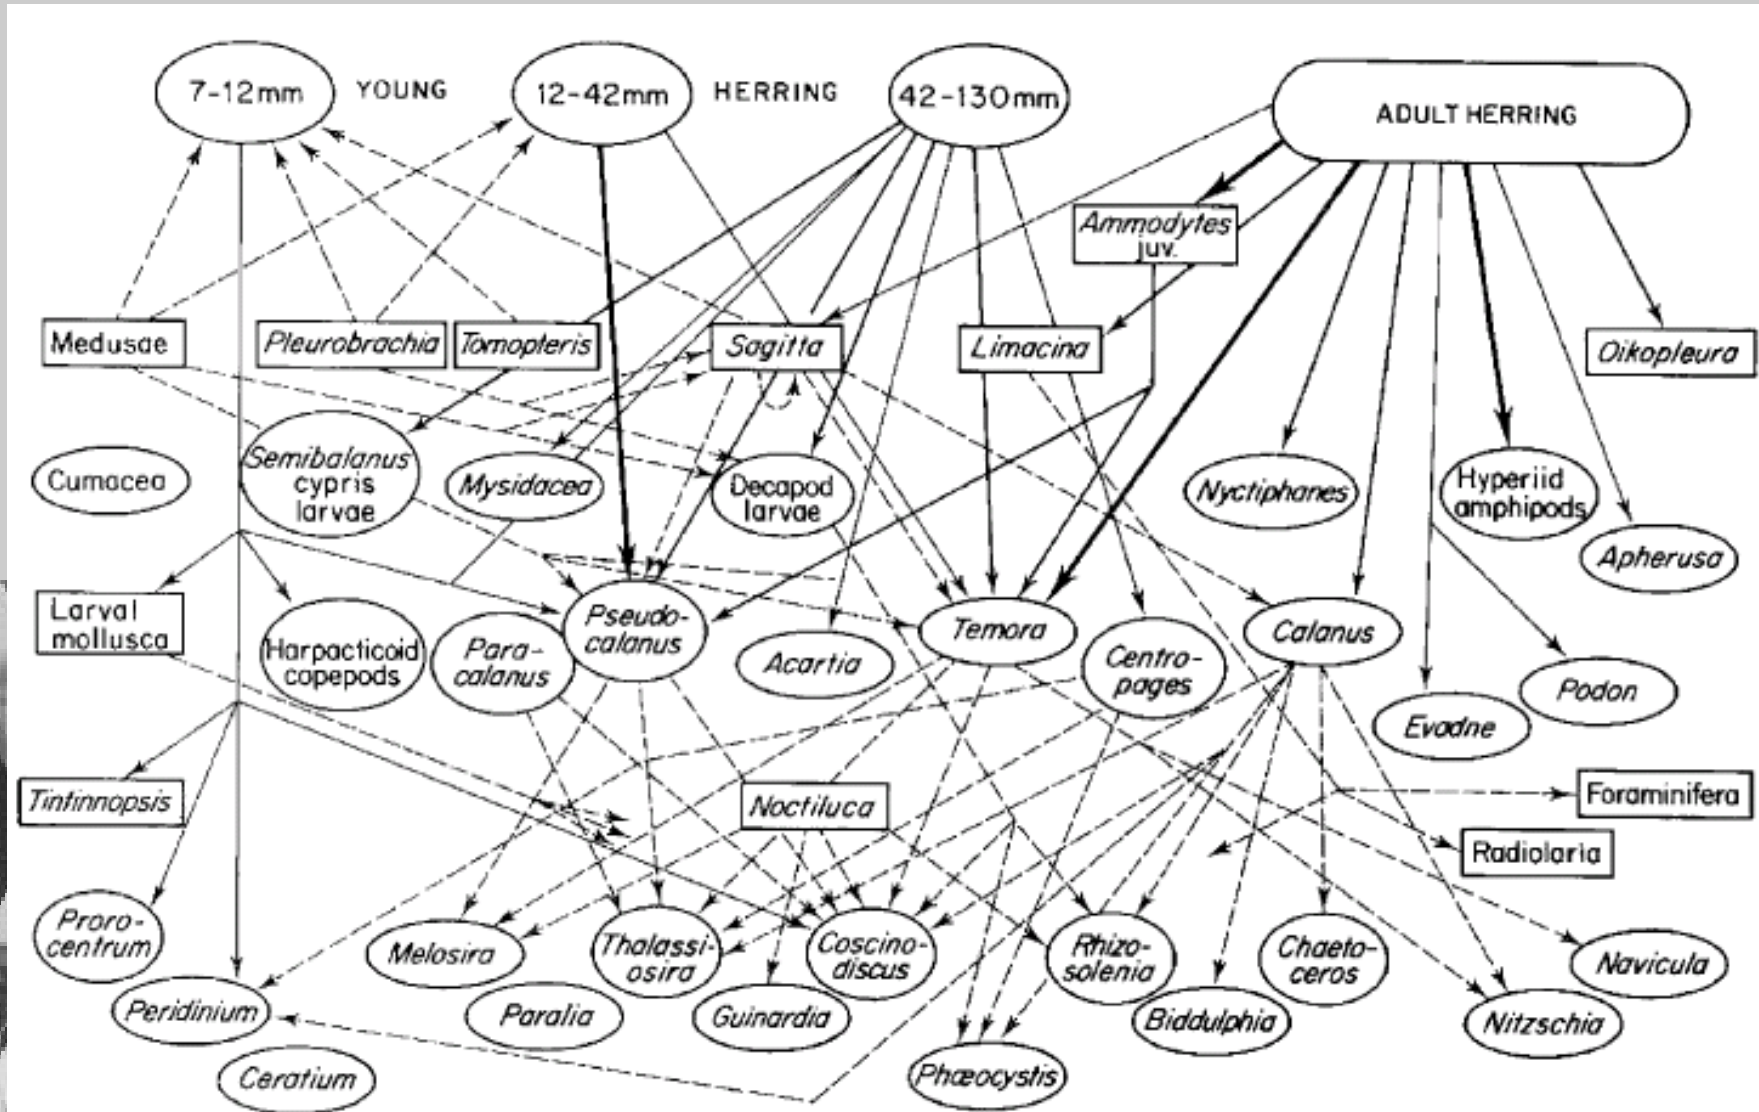 7-12mm
YOUNG
12-42mm
HERRING
42-130mm
ADULT HERRING
Ammodytes
juv.
Medusae
Pleurobrachia
Tomopteris
Sagitta
Limacina
Oikopleura
Cumacea
Semibalanus
cypris
larvae
Mysidacea
Decapod
larvae
Nyctiphanes
Hyperiid
amphipods
Apherusa
Larval
mollusca
Harpacticoid
copepods
Para-
calanus
Pseudo-
calanus
Acartia
Temora
Centro-
pages
Calanus
Evadne
Podon
Tintinnopsis
Noctiluca
Foraminifera
Radiolaria
Proro-
centrum
Melosira
Thalassi-
osira
Coscino-
discus
Rhizo-
solenia
Chaeto-
ceros
Navicula
Peridinium
Paralia
Guinardia
Biddulphia
Nitzschia
Ceratium
Phæocystis